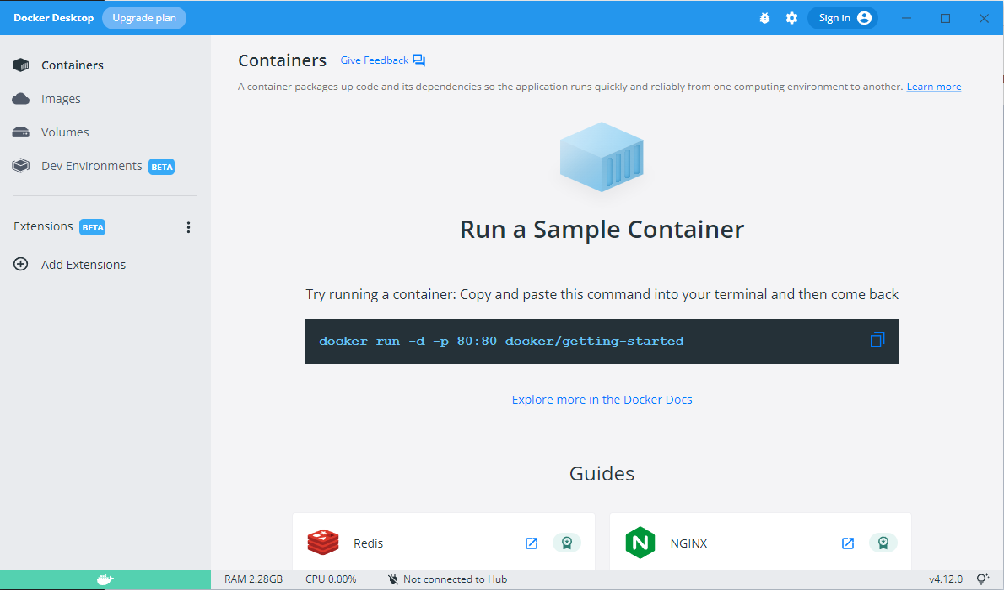 Docker Desktop Upgrade plan Sign in
Containers
Images
Volumes
Dev Environments BETA
Extensions BETA
Add Extensions
Containers Give Feedback
A container packages up code and its dependencies so the application runs quickly and reliably from one computing environment to another. Learn more
Run a Sample Container
Try running a container: Copy and paste this command into your terminal and then come back
docker run -d -p 80:80 docker/getting-started
Explore more in the Docker Docs
Guides
Redis
NGINX
RAM 2.28GB CPU 0.00% Not connected to Hub v4.12.0